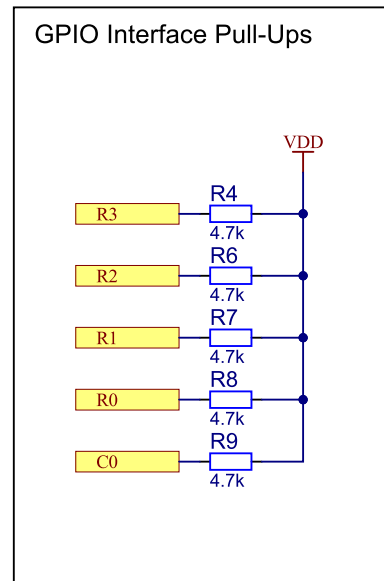 GPIO Interface Pull-Ups
VDD
R4
R3
4.7k
R6
R2
4.7k
R7
R1
4.7k
R8
R0
4.7k
R9
C0
4.7k